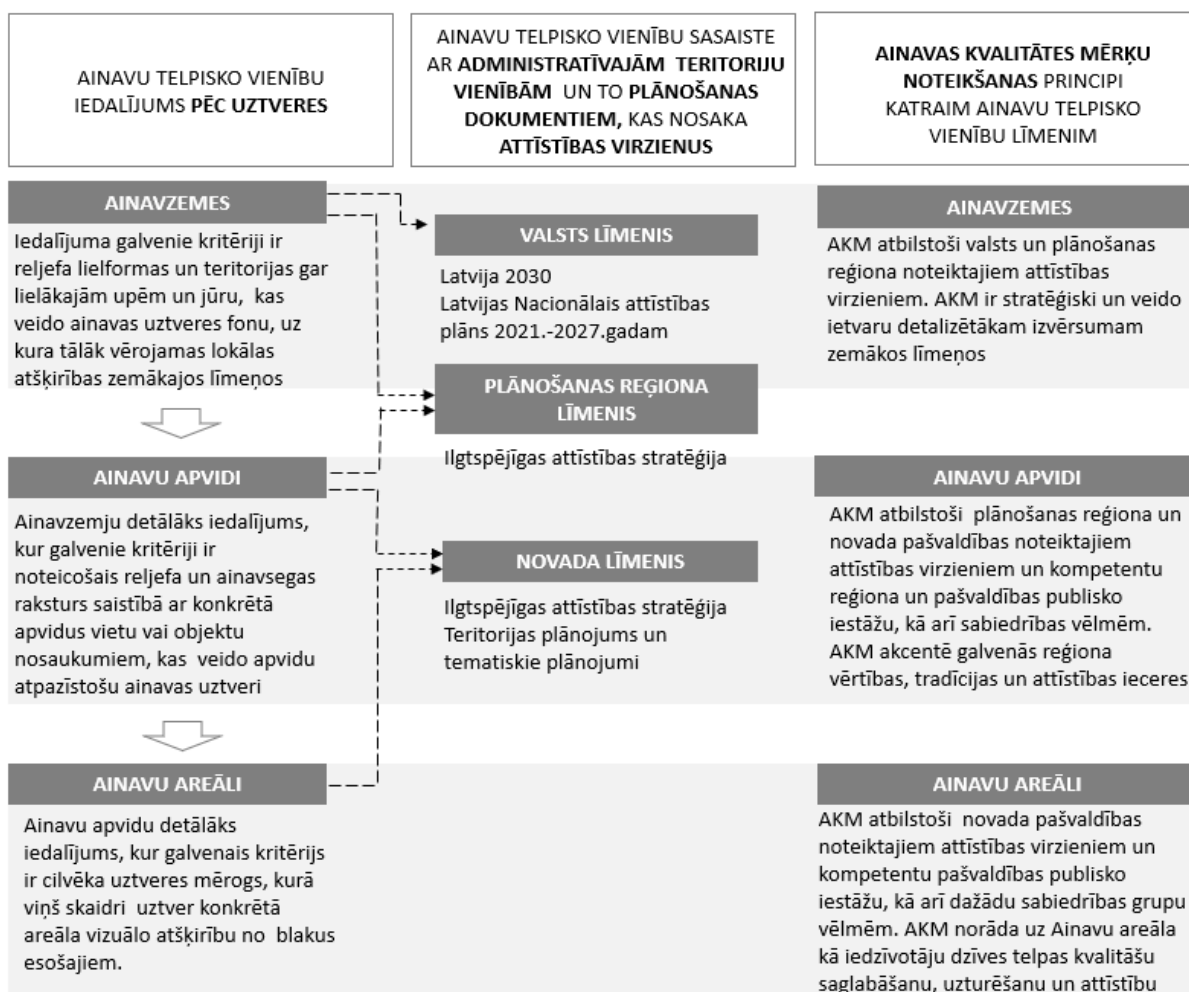 AINAVU TELPISKO VIENĪBU
IEDALĪJUMS PĒC UZTVERES
AINAVU TELPISKO VIENĪBU SASAISTE
AR ADMINISTRATĪVAJĀM TERITORIJU
VIENĪBĀM UN TO PLĀNOŠANAS
DOKUMENTIEM, KAS NOSAKA
ATTĪSTĪBAS VIRZIENUS
AINAVAS KVALITĀTES MĒRĶU
NOTEIKŠANAS PRINCIPI
KATRAIM AINAVU TELPISKO
VIENĪBU LĪMENIM
AINAVZEMES
Iedalījuma galvenie kritēriji ir
reljefa lielformas un teritorijas gar
lielākajām upēm un jūru, kas
veido ainavas uztveres fonu, uz
kura tālāk vērojamas lokālas
atšķirības zemākajos līmeņos
VALSTS LĪMENIS
Latvija 2030
Latvijas Nacionālais attīstības
plāns 2021.-2027.gadam
AINAVZEMES
AKM atbilstoši valsts un plānošanas
reģiona noteiktajiem attīstības
virzieniem. AKM ir stratēģiski un veido
ietvaru detalizētākam izvērsumam
zemākos līmeņos
PLĀNOŠANAS REĢIONA
LĪMENIS
Ilgtspējīgas attīstības stratēģija
AINAVU APVIDI
Ainavzemju detālāks iedalījums,
kur galvenie kritēriji ir
noteicošais reljefa un ainavsegas
raksturs saistībā ar konkrētā
apvidus vietu vai objektu
nosaukumiem, kas veido apvidu
atpazīstošu ainavas uztveri
NOVADA LĪMENIS
Ilgtspējīgas attīstības stratēģija
Teritorijas plānojums un
tematiskie plānojumi
AINAVU APVIDI
AKM atbilstoši plānošanas reģiona un
novada pašvaldības noteiktajiem
attīstības virzieniem un kompetentu
reģiona un pašvaldības publisko
iestāžu, kā arī sabiedrības vēlmēm.
AKM akcentē galvenās reģiona
vērtības, tradīcijas un attīstības ieceres
AINAVU AREĀLI
Ainavu apvidu detālāks
iedalījums, kur galvenais kritērijs
ir cilvēka uztveres mērogs, kurā
viņš skaidri uztver konkrētā
areāla vizuālo atšķirību no blakus
esošajiem.
AINAVU AREĀLI
AKM atbilstoši novada pašvaldības
noteiktajiem attīstības virzieniem un
kompetentu pašvaldības publisko
iestāžu, kā arī dažādu sabiedrības grupu
vēlmēm. AKM norāda uz Ainavu areāla
kā iedzīvotāju dzīves telpas kvalitāšu
saglabāšanu, uzturēšanu un attīstību